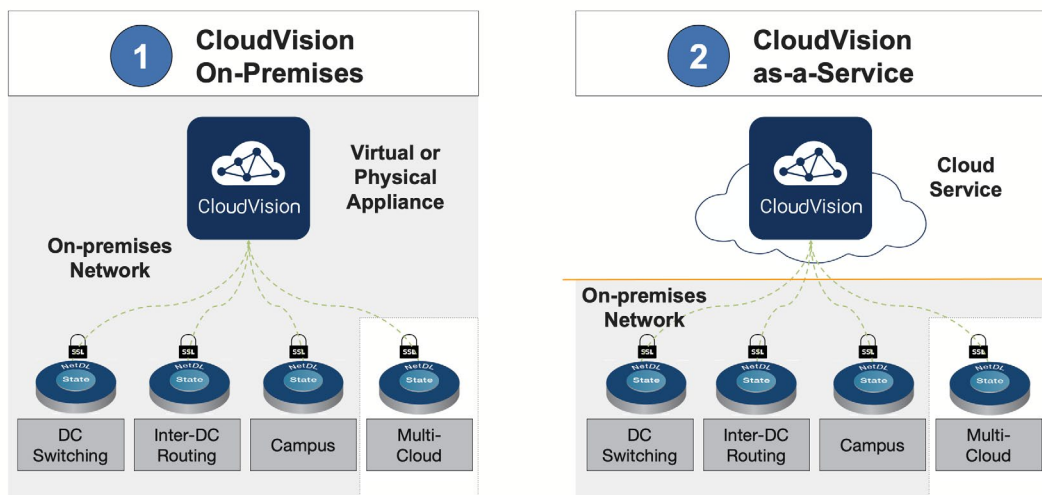 1
CloudVision
On-Premises
CloudVision
Virtual or
Physical
Appliance
On-premises
Network
SSL
SSL
SSL
SSL
NetDL
State
NetDL
State
NetDL
State
NetDL
State
DC
Switching
Inter-DC
Routing
Campus
Multi-
Cloud
2
CloudVision
as-a-Service
CloudVision
Cloud
Service
On-premises
Network
SSL
SSL
SSL
SSL
NetDL
State
NetDL
State
NetDL
State
NetDL
State
DC
Switching
Inter-DC
Routing
Campus
Multi-
Cloud